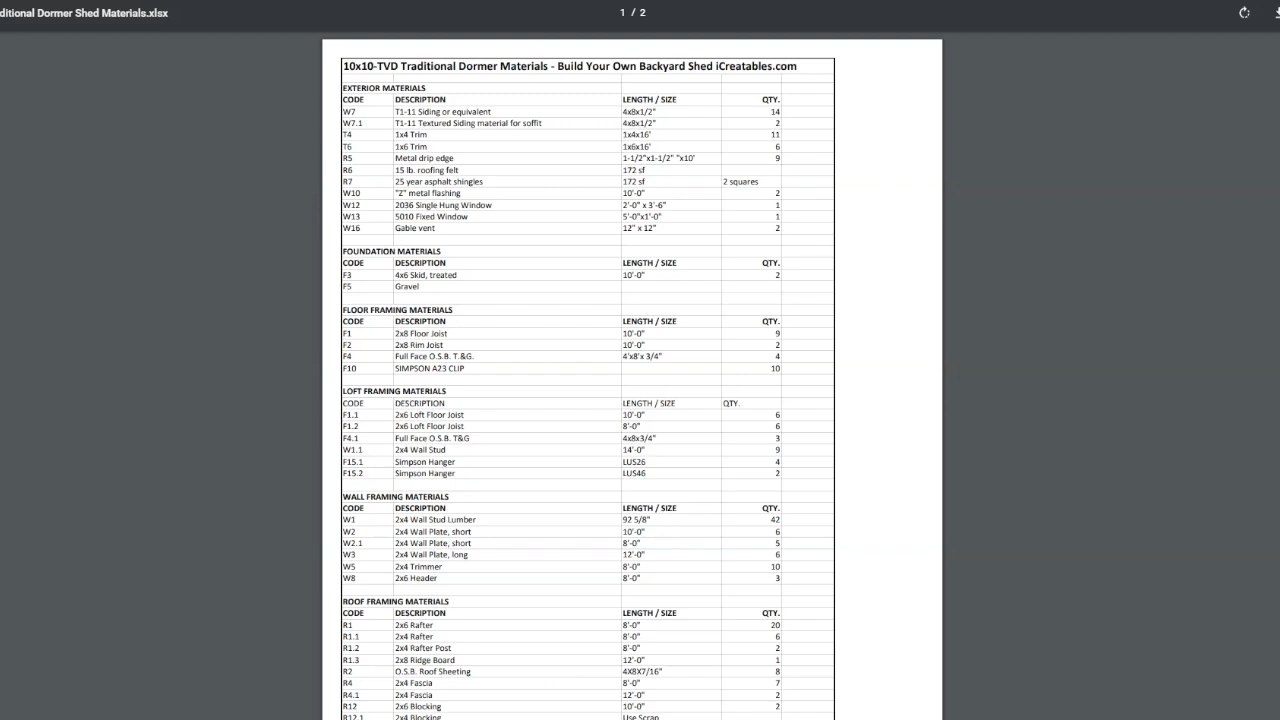 ditional Dormer Shed Materials.xlsx
1 / 2
10x10-TVD Traditional Dormer Materials - Build Your Own Backyard Shed iCreatables.com
EXTERIOR MATERIALS
CODE DESCRIPTION LENGTH / SIZE QTY.
W7 T1-11 Siding or equivalent 4x8x1/2" 14
W7.1 T1-11 Textured Siding material for soffit 4x8x1/2" 2
T4 1x4 Trim 1x4x16' 11
T6 1x6 Trim 1x6x16' 6
R5 Metal drip edge 1-1/2"x1-1/2" "x10' 9
R6 15 lb. roofing felt 172 sf
R7 25 year asphalt shingles 172 sf 2 squares
W10 "Z" metal flashing 10'-0" 2
W12 2036 Single Hung Window 2'-0" x 3'-6" 1
W13 5010 Fixed Window 5'-0"x1'-0" 1
W16 Gable vent 12" x 12" 2
FOUNDATION MATERIALS
CODE DESCRIPTION LENGTH / SIZE QTY.
F3 4x6 Skid, treated 10'-0" 2
F5 Gravel
FLOOR FRAMING MATERIALS
CODE DESCRIPTION LENGTH / SIZE QTY.
F1 2x8 Floor Joist 10'-0" 9
F2 2x8 Rim Joist 10'-0" 2
F4 Full Face O.S.B. T.&G. 4'x8'x 3/4" 4
F10 SIMPSON A23 CLIP 10
LOFT FRAMING MATERIALS
CODE DESCRIPTION LENGTH / SIZE QTY.
F1.1 2x6 Loft Floor Joist 10'-0" 6
F1.2 2x6 Loft Floor Joist 8'-0" 6
F4.1 Full Face O.S.B. T&G 4x8x3/4" 3
W1.1 2x4 Wall Stud 14'-0" 9
F15.1 Simpson Hanger LUS26 4
F15.2 Simpson Hanger LUS46 2
WALL FRAMING MATERIALS
CODE DESCRIPTION LENGTH / SIZE QTY.
W1 2x4 Wall Stud Lumber 92 5/8" 42
W2 2x4 Wall Plate, short 10'-0" 6
W2.1 2x4 Wall Plate, short 8'-0" 5
W3 2x4 Wall Plate, long 12'-0" 6
W5 2x4 Trimmer 8'-0" 10
W8 2x6 Header 8'-0" 3
ROOF FRAMING MATERIALS
CODE DESCRIPTION LENGTH / SIZE QTY.
R1 2x6 Rafter 8'-0" 20
R1.1 2x4 Rafter 8'-0" 6
R1.2 2x4 Rafter Post 8'-0" 2
R1.3 2x8 Ridge Board 12'-0" 1
R2 O.S.B. Roof Sheeting 4X8X7/16" 8
R4 2x4 Fascia 8'-0" 7
R4.1 2x4 Fascia 12'-0" 2
R12 2x6 Blocking 10'-0" 2
R12.1 2x4 Blocking Use Scrap